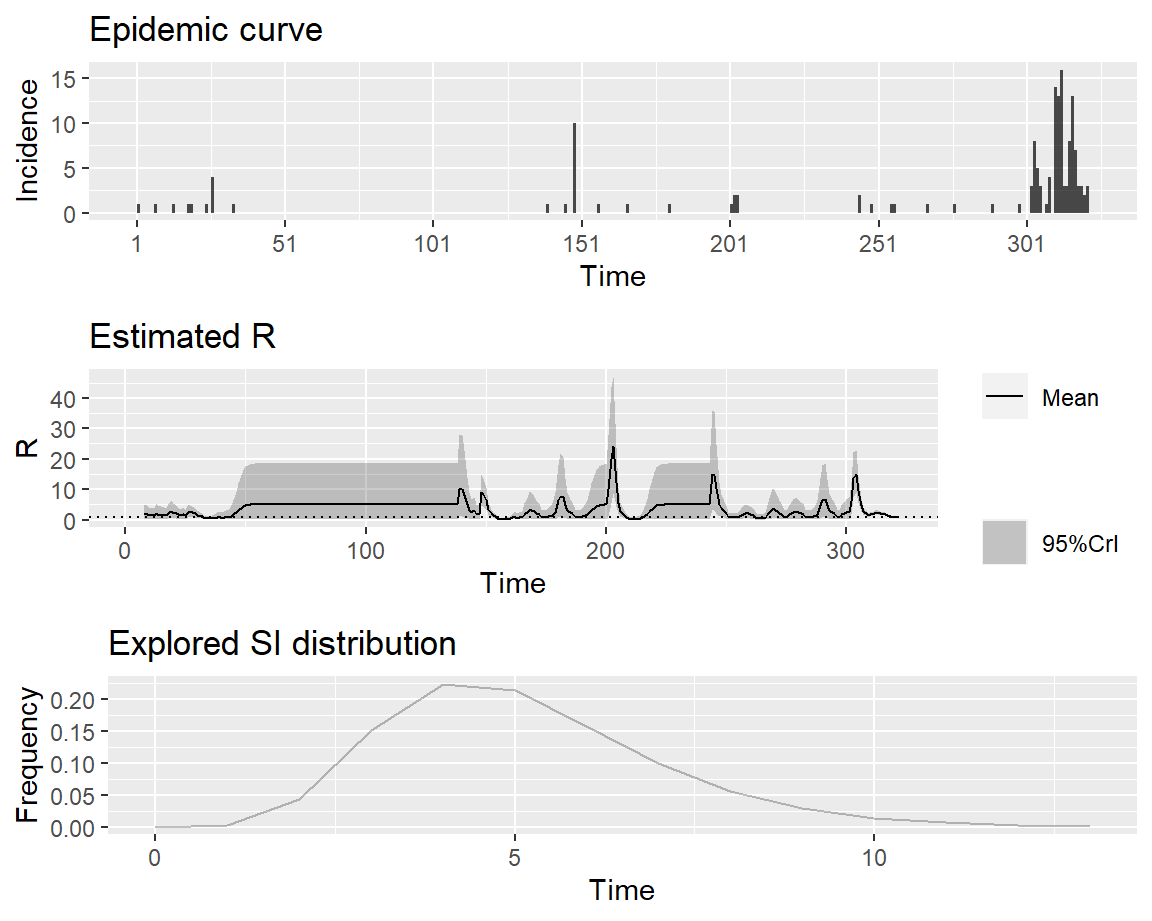 Epidemic curve
Incidence
15
10
5
0
1 51 101 151 201 251 301
Time
Estimated R
R
40
30
20
10
0
0 100 200 300
Time
Mean
95%CrI
Explored SI distribution
Frequency
0.20
0.15
0.10
0.05
0.00
0 5 10
Time